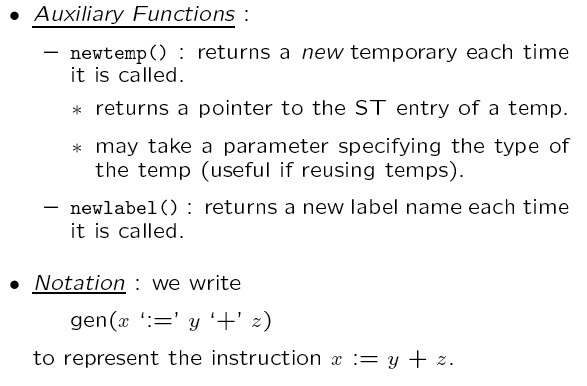 • Auxiliary Functions :
– newtemp() : returns a new temporary each time
it is called.
* returns a pointer to the ST entry of a temp.
* may take a parameter specifying the type of
the temp (useful if reusing temps).
– newlabel() : returns a new label name each time
it is called.
• Notation : we write
gen(x ‘:=’ y ‘+’ z)
to represent the instruction x := y + z.